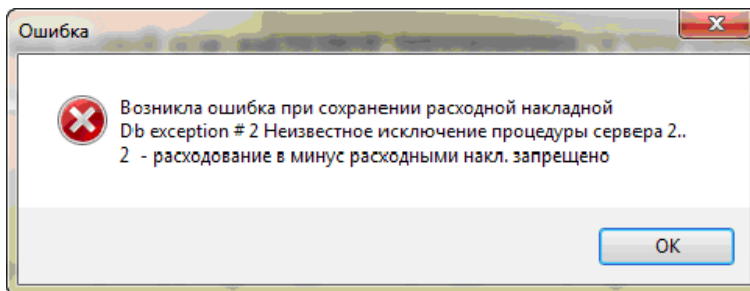 Ошибка
Возникла ошибка при сохранении расходной накладной
Db exception # 2 Неизвестное исключение процедуры сервера 2..
2 - расходование в минус расходными накл. запрещено
OK